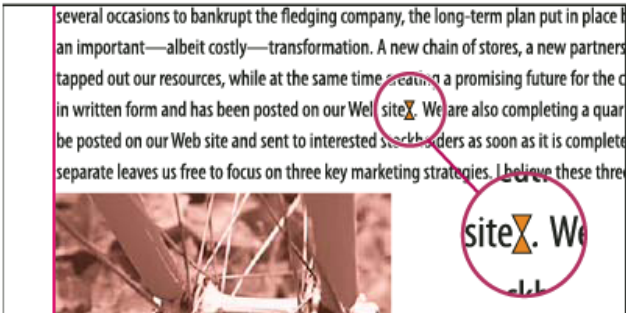 several occasions to bankrupt the fledging company, the long-term plan put in place
an important—albeit costly—transformation. A new chain of stores, a new partners
tapped out our resources, while at the same time creating a promising future for the
in written form and has been posted on our Web site. We are also completing a quar
be posted on our Web site and sent to interested stockholders as soon as it is complete
separate leaves us free to focus on three key marketing strategies. I believe these thre
site. We